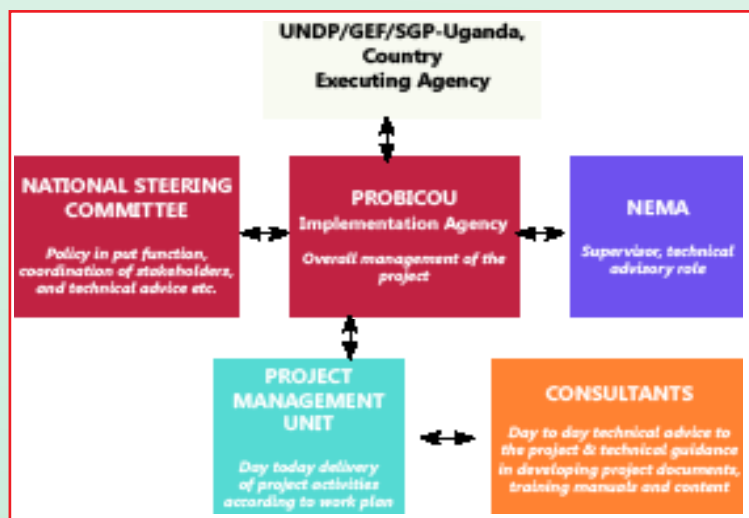 UNDP/GEF/SGP-Uganda,
Country
Executing Agency
NATIONAL STEERING
COMMITTEE
Policy in put function,
coordination of stakeholders,
and technical advice etc.
PROBICOU
Implementation Agency
Overall management of the
project
NEMA
Supervisor, technical
advisory role
PROJECT
MANAGEMENT
UNIT
Day today delivery
of project activities
according to work plan
CONSULTANTS
Day to day technical advice to
the project & technical guidance
in developing project documents,
training manuals and content